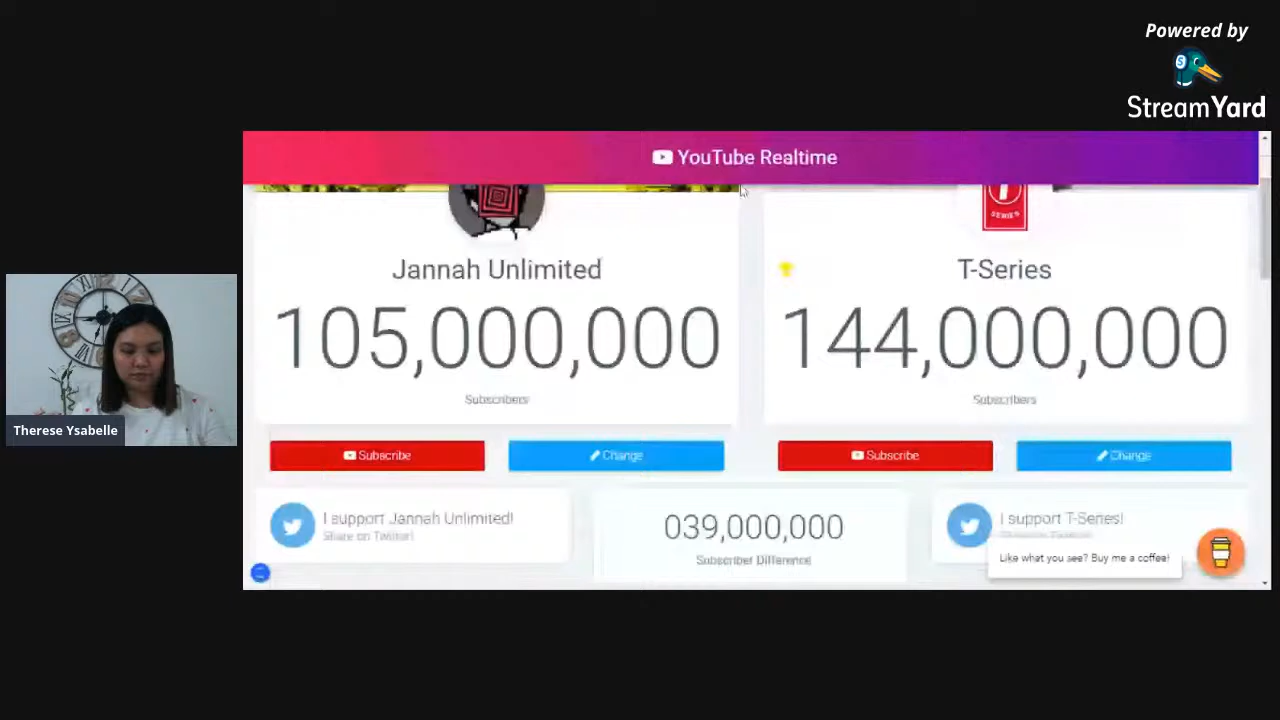 Powered by
StreamYard
YouTube Realtime
SERIES
Jannah Unlimited
105,000,000
Subscribers
Subscribe
Change
T-Series
144,000,000
Subscribers
Subscribe
Change
I support Jannah Unlimited!
Share on Twitter!
039,000,000
Subscriber Difference
I support T-Series!
Like what you see? Buy me a coffee!
Therese Ysabelle